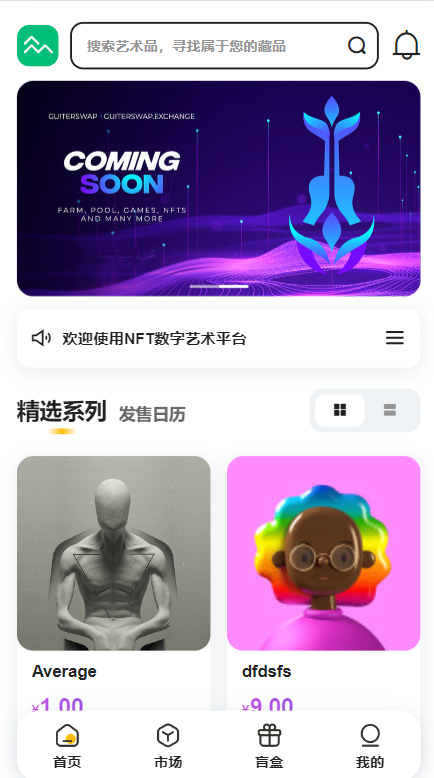 搜索艺术品，寻找属于您的藏品
GUITERSWAP · GUITERSWAP.EXCHANGE
COMING
SOON
FARM, POOL, GAMES, NFTS
AND MANY MORE
欢迎使用NFT数字艺术平台
精选系列 发售日历
Average
dfdsfs
¥1.00
¥9.00
首页
市场
盲盒
我的